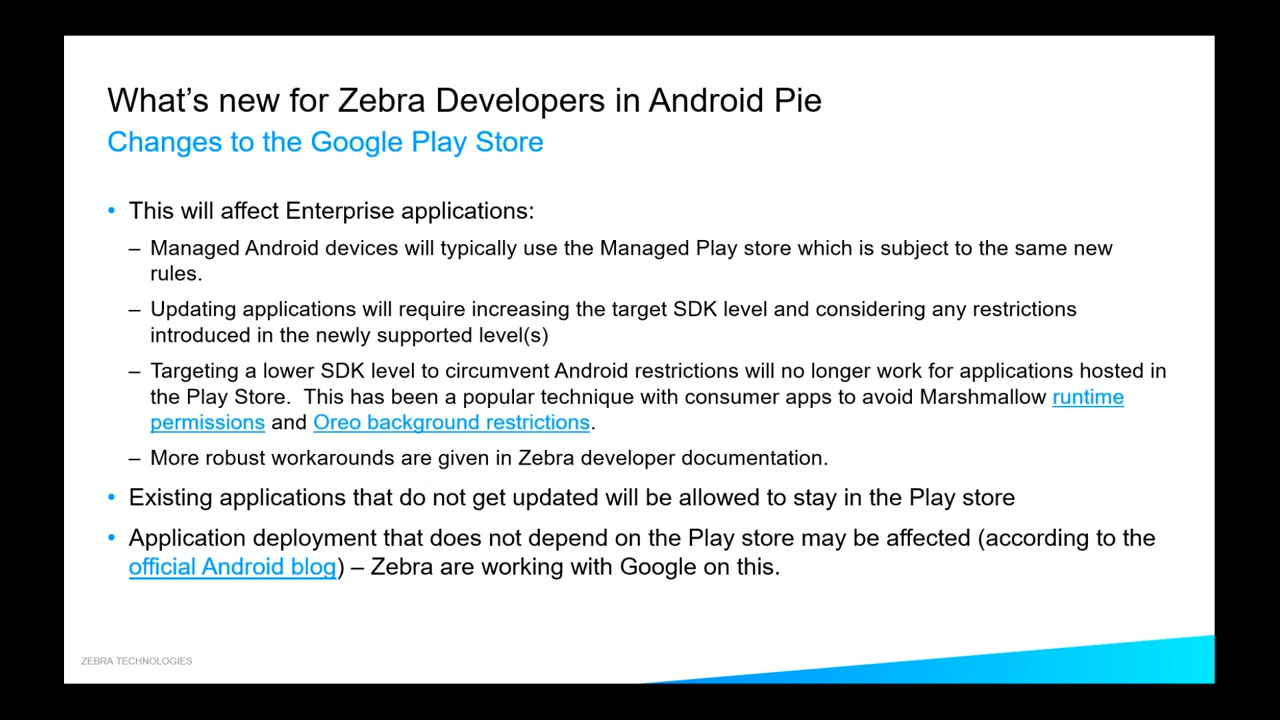 What's new for Zebra Developers in Android Pie
Changes to the Google Play Store
• This will affect Enterprise applications:
– Managed Android devices will typically use the Managed Play store which is subject to the same new
rules.
– Updating applications will require increasing the target SDK level and considering any restrictions
introduced in the newly supported level(s)
– Targeting a lower SDK level to circumvent Android restrictions will no longer work for applications hosted in
the Play Store.  This has been a popular technique with consumer apps to avoid Marshmallow runtime
permissions and Oreo background restrictions.
– More robust workarounds are given in Zebra developer documentation.
• Existing applications that do not get updated will be allowed to stay in the Play store
• Application deployment that does not depend on the Play store may be affected (according to the
official Android blog) – Zebra are working with Google on this.
ZEBRA TECHNOLOGIES